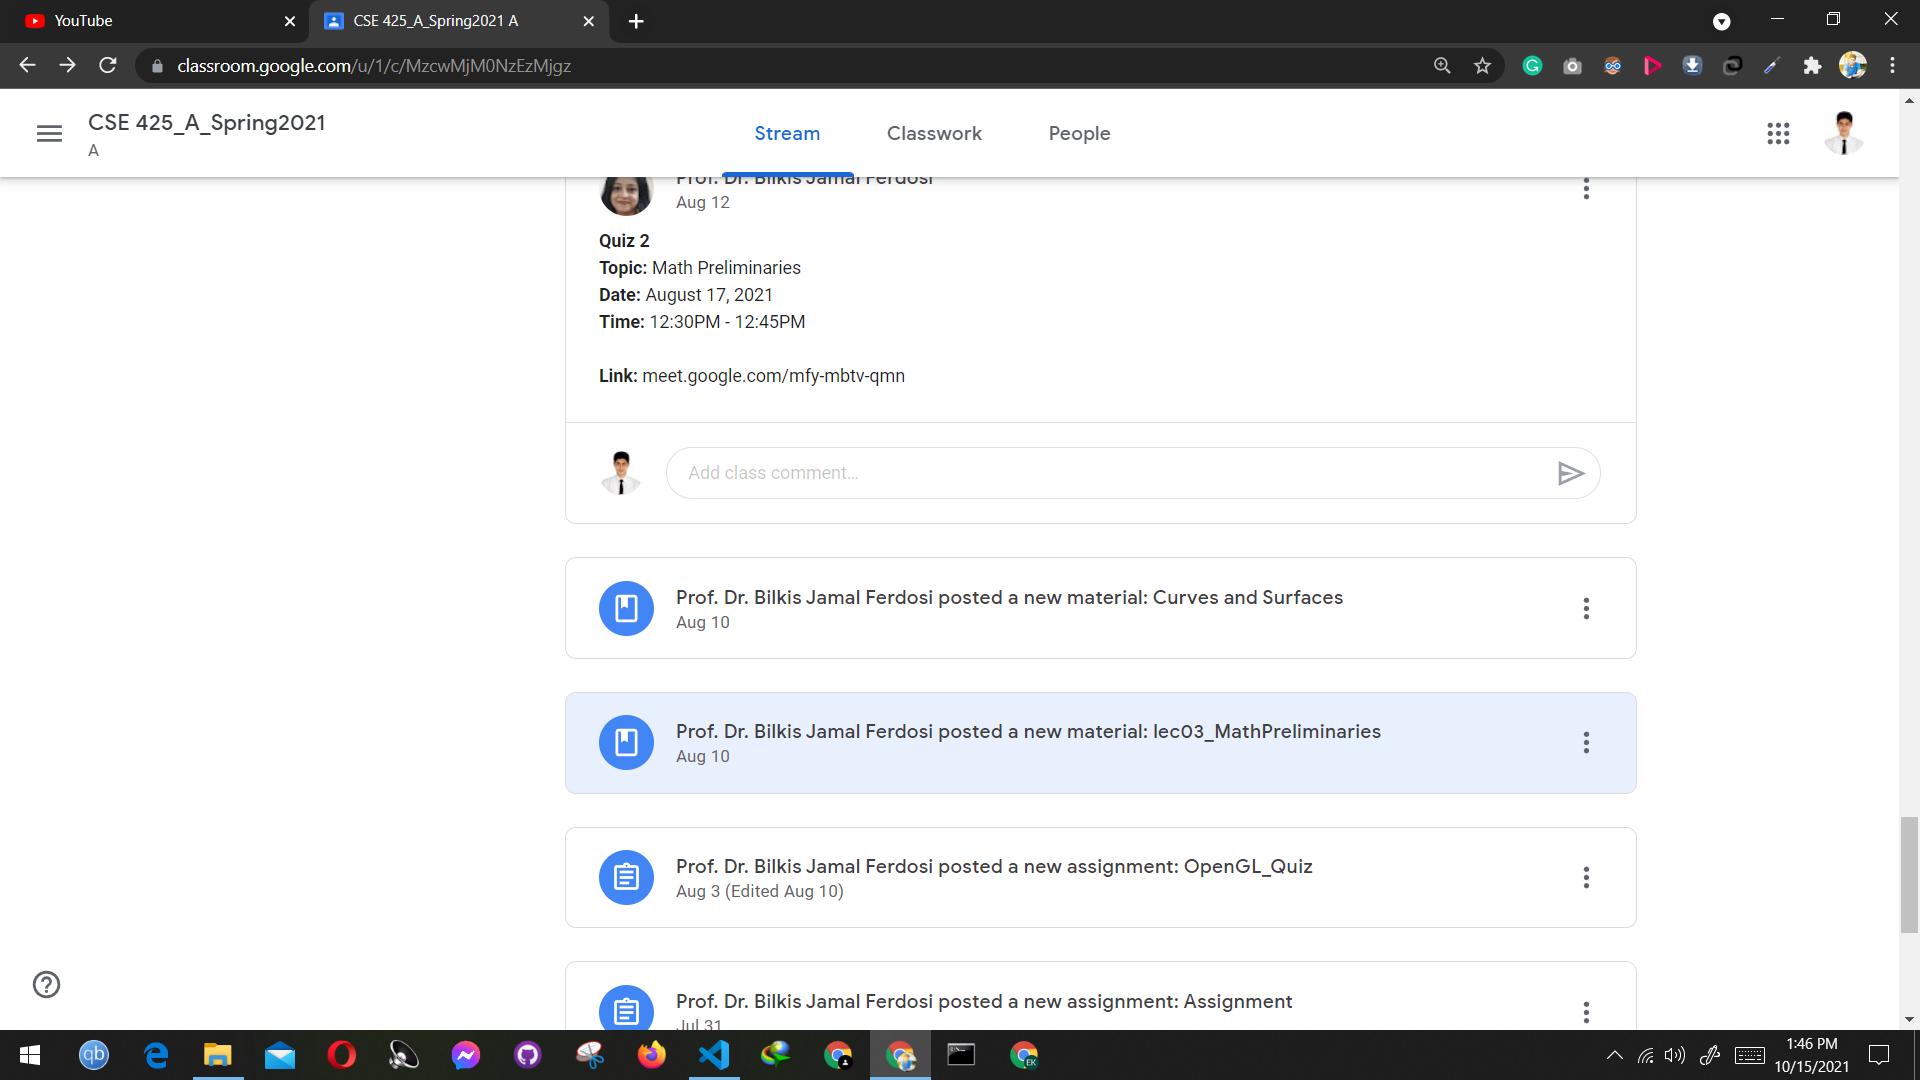 YouTube
CSE 425_A_Spring2021 A
classroom.google.com/u/1/c/MzcwMjM0NzEzMjgz
CSE 425_A_Spring2021
A
Stream
Classwork
People
Prof. Dr. Bilkis Jamal Ferdosi
Aug 12
Quiz 2
Topic: Math Preliminaries
Date: August 17, 2021
Time: 12:30PM - 12:45PM
Link: meet.google.com/mfy-mbtv-qmn
Add class comment...
Prof. Dr. Bilkis Jamal Ferdosi posted a new material: Curves and Surfaces
Aug 10
Prof. Dr. Bilkis Jamal Ferdosi posted a new material: lec03_MathPreliminaries
Aug 10
Prof. Dr. Bilkis Jamal Ferdosi posted a new assignment: OpenGL_Quiz
Aug 3 (Edited Aug 10)
Prof. Dr. Bilkis Jamal Ferdosi posted a new assignment: Assignment
Jul 31
qb
EK
1:46 PM
10/15/2021